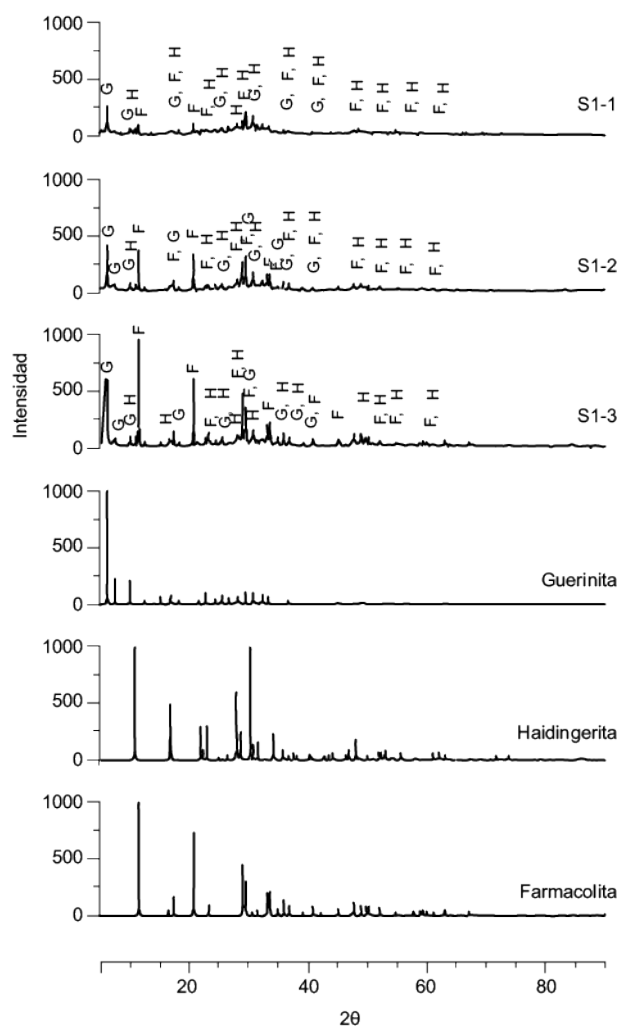 1000
500
0
G
G
H
F
G, F, H
F
F, H
G, H
H
F, H
G, H
G, F, H
G, F, H
F, H
F, H
F, H
F, H
S1-1
1000
500
0
G
G
G H
F
F, G
F
F, H
G, H
F, H
F, G
G, H
F
F, G
G, F, H
G, F, H
F, H
F, H
F, H
F, H
S1-2
Intensidad
1000
500
0
G
G
G H
F
H
F, G
F
F, H
G, H
H
F, H
F, G
H
F
G, H
G, H
G, F
F
H
F, H
F, H
F, H
S1-3
1000
500
0
Guerinita
1000
500
0
Haidingerita
1000
500
0
Farmacolita
20
40
60
80
2θ